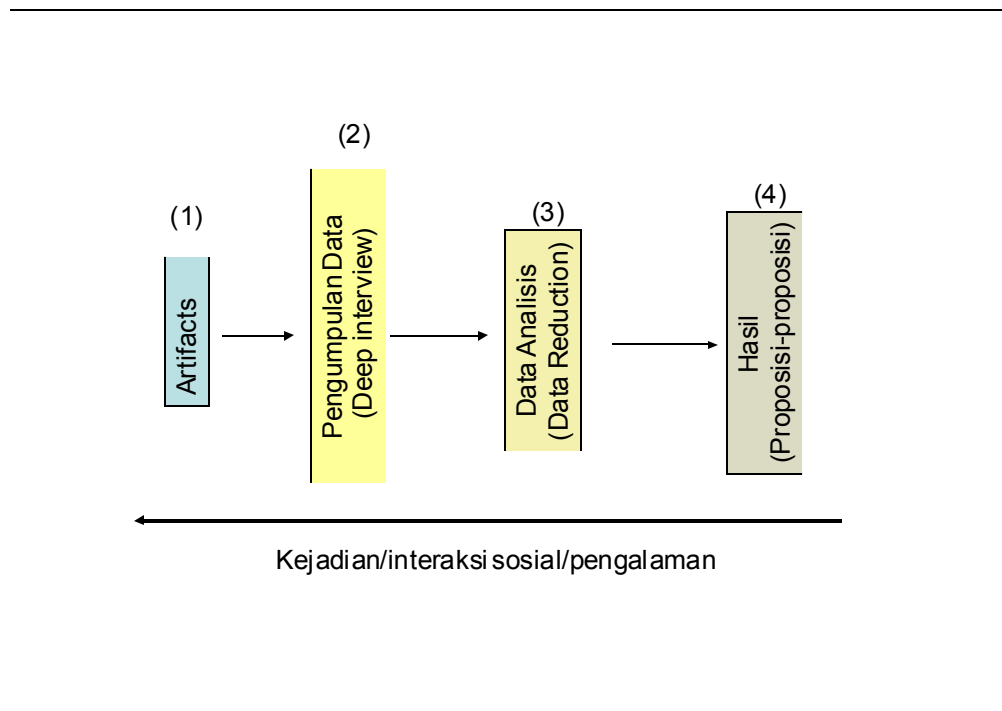 (1)
Artifacts
(2)
Pengumpulan Data
(Deep interview)
(3)
Data Analisis
(Data Reduction)
(4)
Hasil
(Proposisi-proposisi)
Kejadian/interaksi sosial/pengalaman